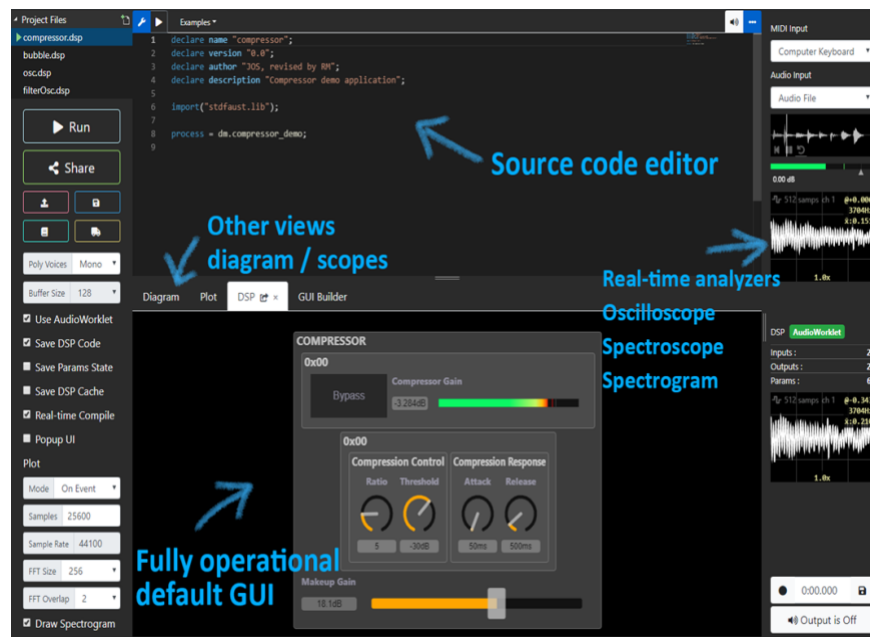 Project Files
compressor.dsp
bubble.dsp
osc.dsp
filterOsc.dsp
Run
Share
Poly Voices Mono
Buffer Size 128
Use AudioWorklet
Save DSP Code
Save Params State
Save DSP Cache
Real-time Compile
Popup UI
Plot
Mode On Event
Samples 25600
Sample Rate 44100
FFT Size 256
FFT Overlap 2
Draw Spectrogram
Examples
1 declare name "compressor";
2 declare version "0.0";
3 declare author "JOS, revised by RM";
4 declare description "Compressor demo application";
5
6 import("stdfaust.lib");
7
8 process = dm.compressor_demo;
9
Source code editor
Other views
diagram / scopes
Diagram Plot DSP GUI Builder
COMPRESSOR
0x00
Bypass
Compressor Gain
-3.284dB
0x00
Compression Control Compression Response
Ratio Threshold Attack Release
5 -30dB 50ms 500ms
Makeup Gain
16.1dB
Fully operational
default GUI
Real-time analyzers
Oscilloscope
Spectroscope
Spectrogram
MIDI Input
Computer Keyboard
Audio Input
Audio File
0.00 dB
512 samps ch 1
1.0x
DSP AudioWorklet
Inputs : 2
Outputs : 2
Params : 6
512 samps ch 1
1.0x
0:00.000
Output is Off